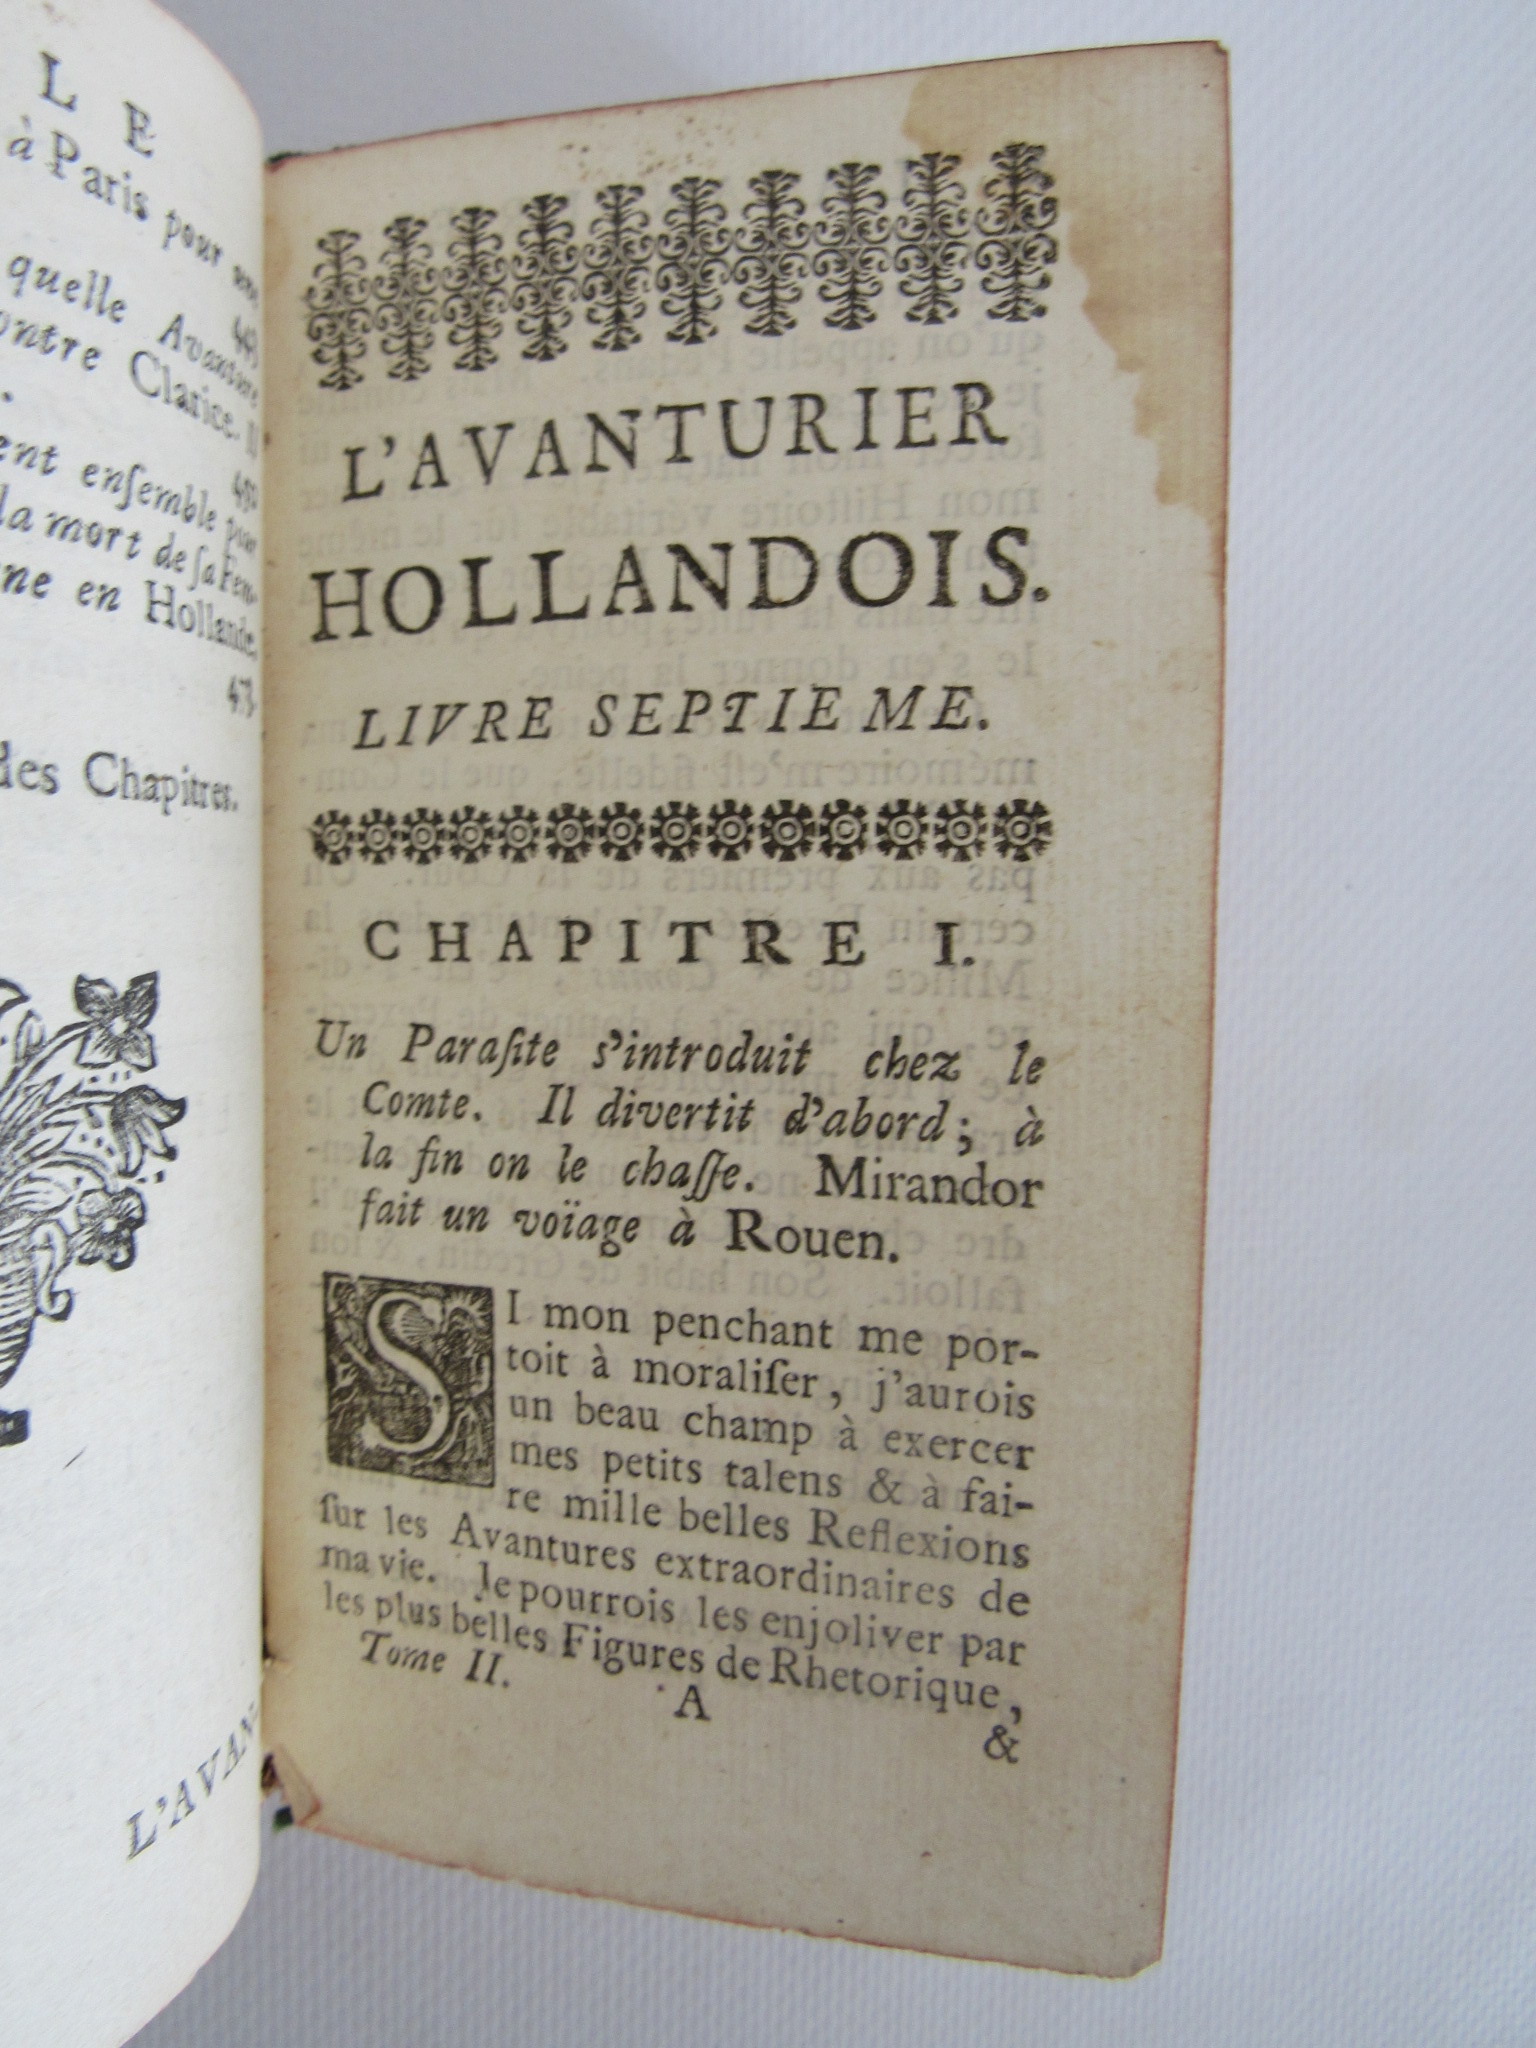 L E
à Paris pour une
449
quelle Avanture
ontre Clarice. Il
.
ent enſemble pour
la mort de ſa Fem-
ne en Hollande.
des Chapitres.
L'AVAN
L'AVANTURIER
HOLLANDOIS.
LIVRE SEPTIEME.
CHAPITRE I.
Un Paraſite s'introduit chez le
Comte. Il divertit d'abord; à
la fin on le chaſſe. Mirandor
fait un voïage à Rouen.
SI mon penchant me por-
toit à moraliſer, j'aurois
un beau champ à exercer
mes petits talens & à fai-
re mille belles Reflexions
ſur les Avantures extraordinaires de
ma vie. Je pourrois les enjoliver par
les plus belles Figures de Rhetorique,
Tome II. A &